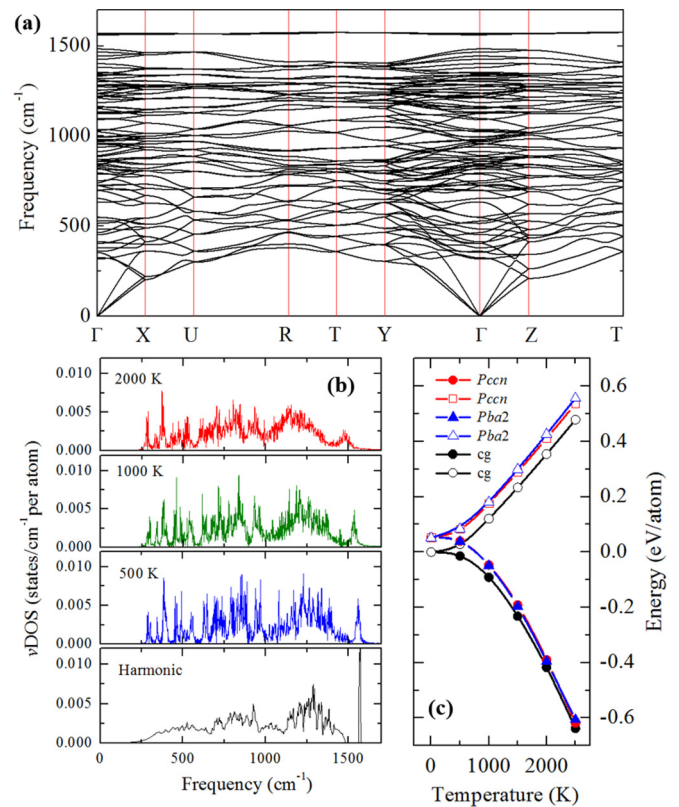 (a)
1500
1000
500
0
Frequency (cm⁻¹)
Γ X U R T Y Γ Z T
(b)
2000 K
0.010
0.005
0.000
1000 K
0.010
0.005
0.000
500 K
0.010
0.005
0.000
Harmonic
0.010
0.005
0.000
vDOS (states/cm⁻¹ per atom)
0 500 1000 1500
Frequency (cm⁻¹)
Pccn
Pccn
Pba2
Pba2
cg
cg
(c)
0.6
0.4
0.2
0.0
-0.2
-0.4
-0.6
Energy (eV/atom)
0 1000 2000
Temperature (K)